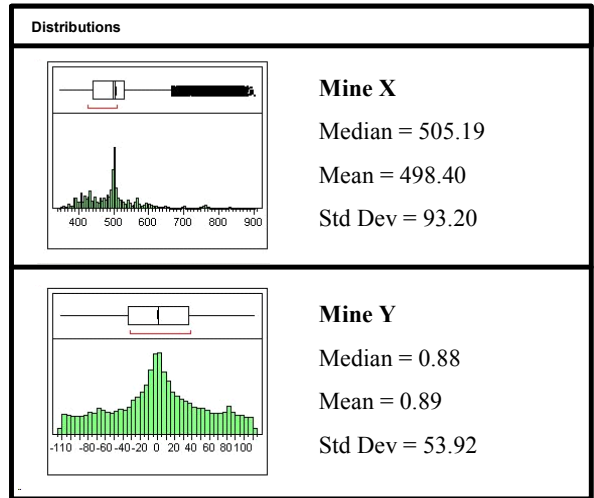 Distributions
Mine X
Median = 505.19
Mean = 498.40
Std Dev = 93.20
400 500 600 700 800 900
Mine Y
Median = 0.88
Mean = 0.89
Std Dev = 53.92
-110 -80-60 -40-20 0 20 40 60 80 100